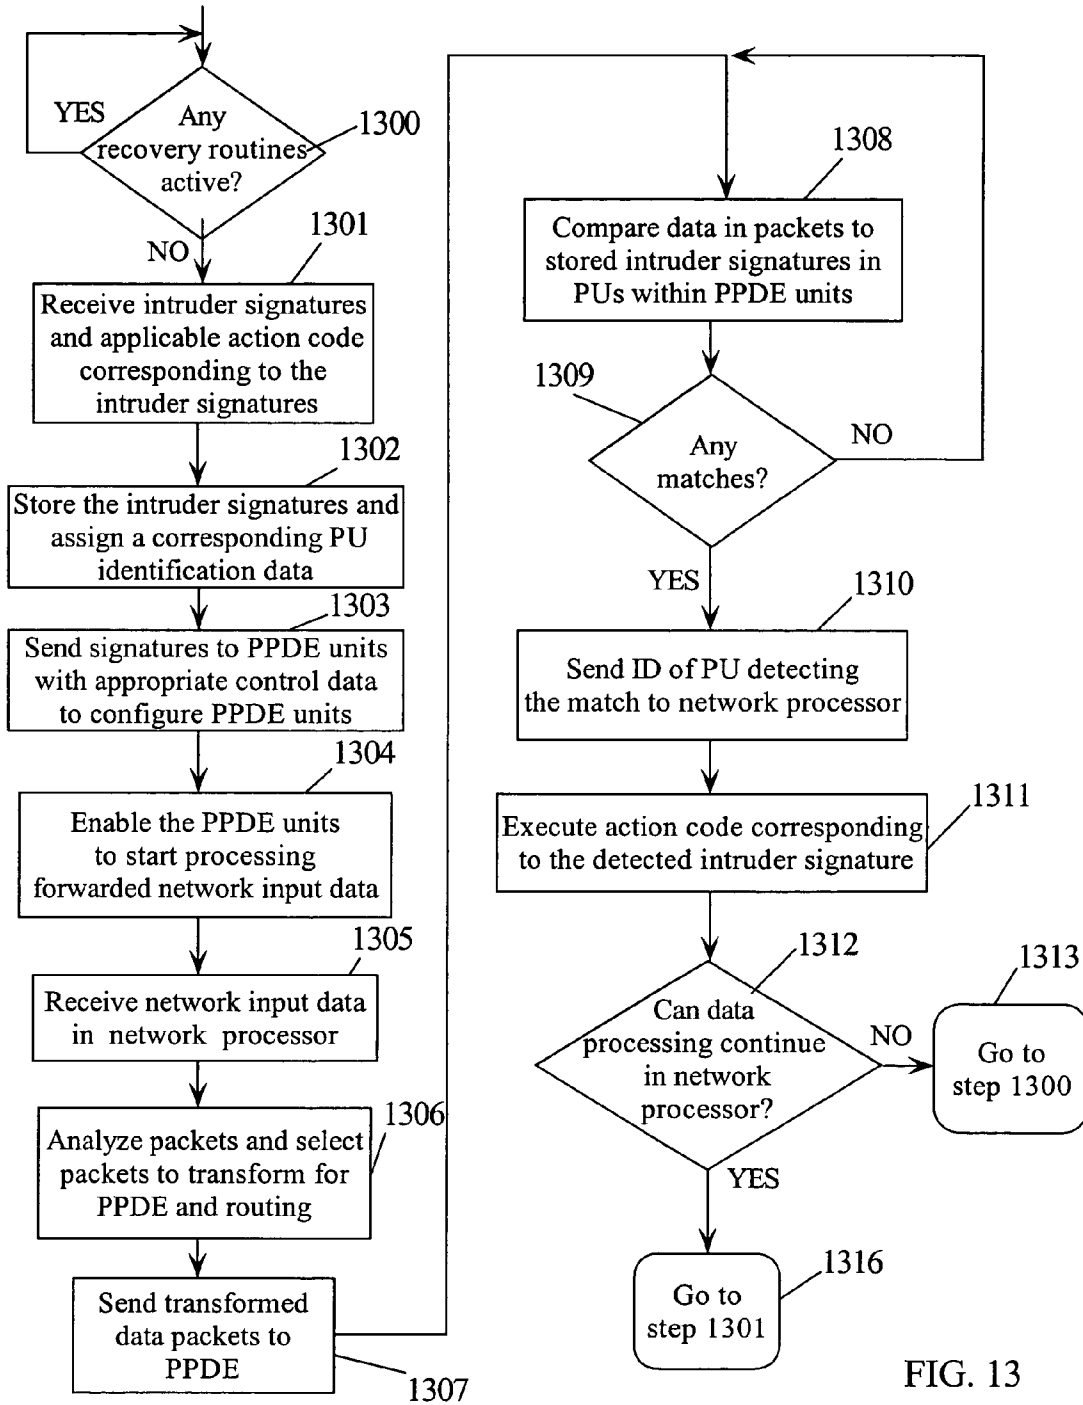 YES
Any
recovery routines
active?
1300
NO
1301
Receive intruder signatures
and applicable action code
corresponding to the
intruder signatures
1302
Store the intruder signatures and
assign a corresponding PU
identification data
1303
Send signatures to PPDE units
with appropriate control data
to configure PPDE units
1304
Enable the PPDE units
to start processing
forwarded network input data
1305
Receive network input data
in network processor
1306
Analyze packets and select
packets to transform for
PPDE and routing
Send transformed
data packets to
PPDE
1307
1308
Compare data in packets to
stored intruder signatures in
PUs within PPDE units
1309
Any
matches?
NO
YES
1310
Send ID of PU detecting
the match to network processor
1311
Execute action code corresponding
to the detected intruder signature
1312
Can data
processing continue
in network
processor?
NO
1313
Go to
step 1300
YES
1316
Go to
step 1301
FIG. 13